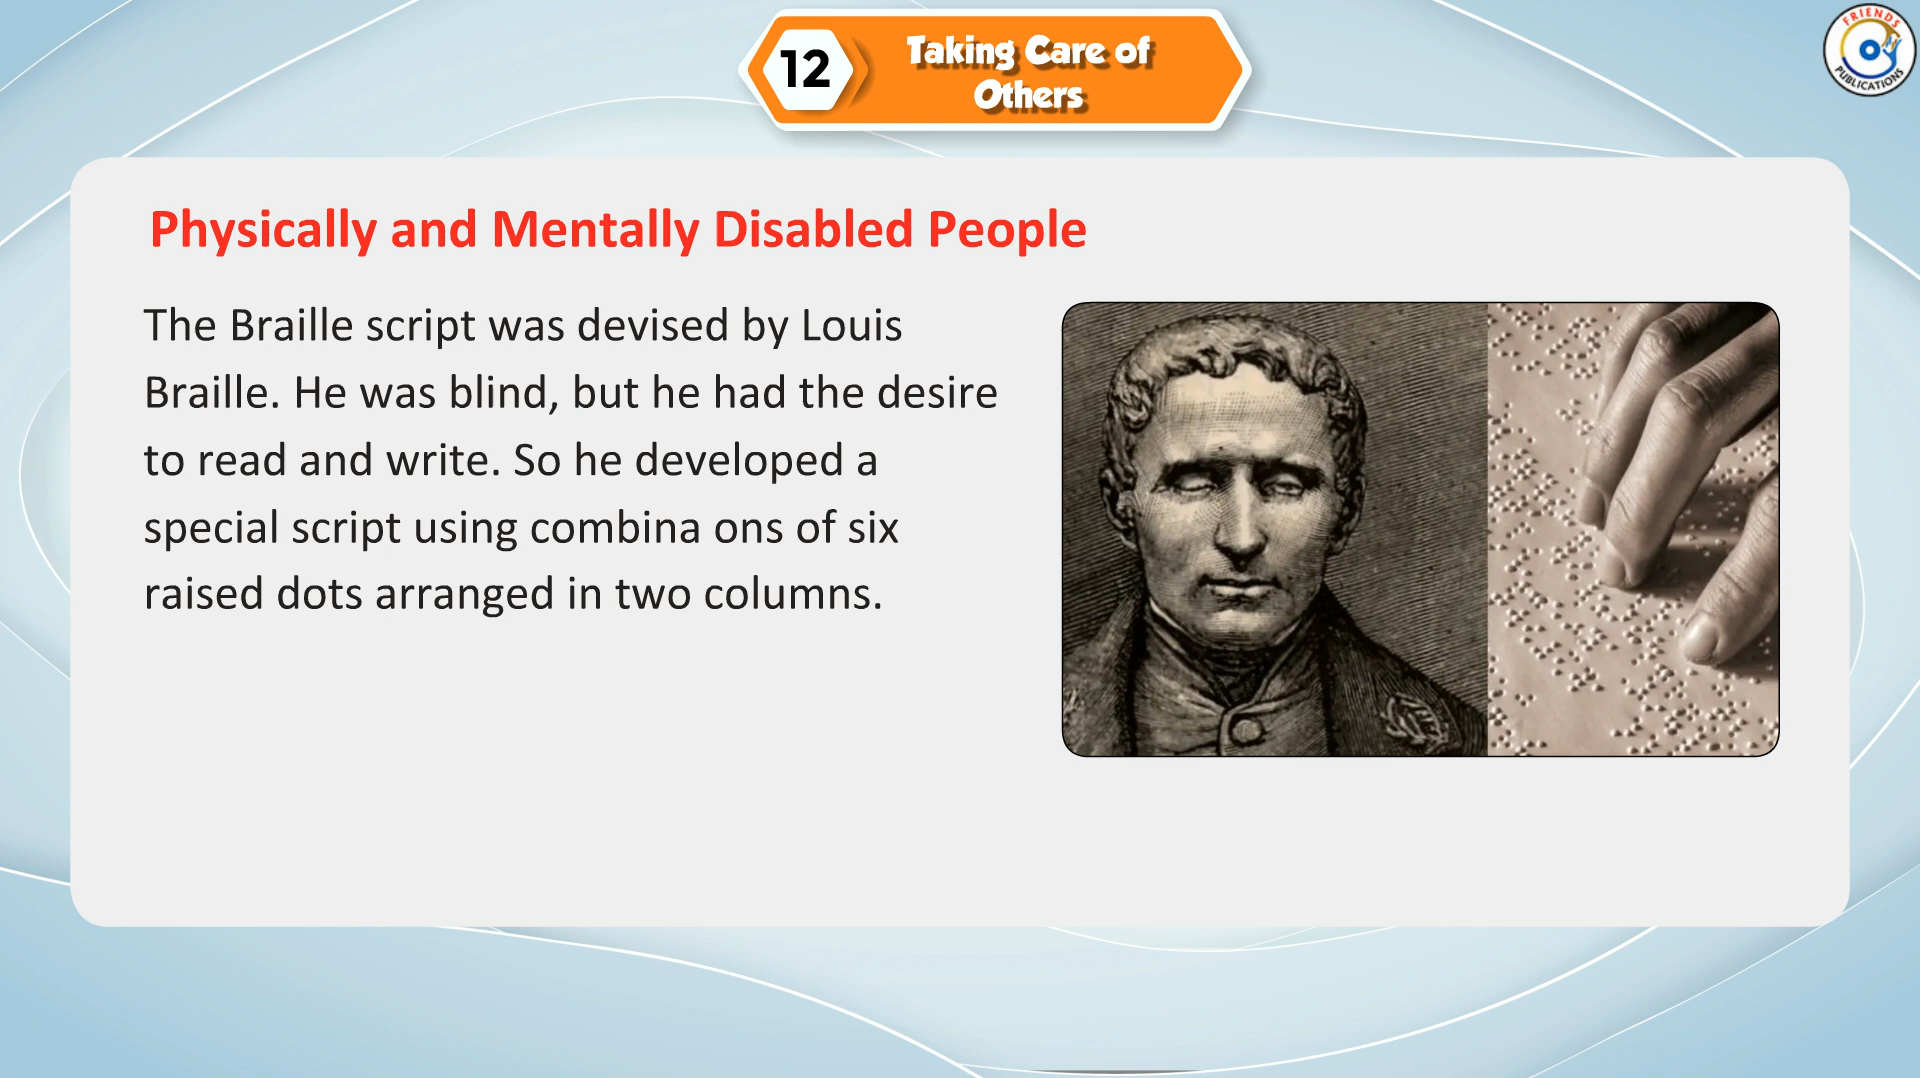 12
Taking Care of
Others
FRIENDS
PUBLICATIONS
Physically and Mentally Disabled People
The Braille script was devised by Louis
Braille. He was blind, but he had the desire
to read and write. So he developed a
special script using combina ons of six
raised dots arranged in two columns.